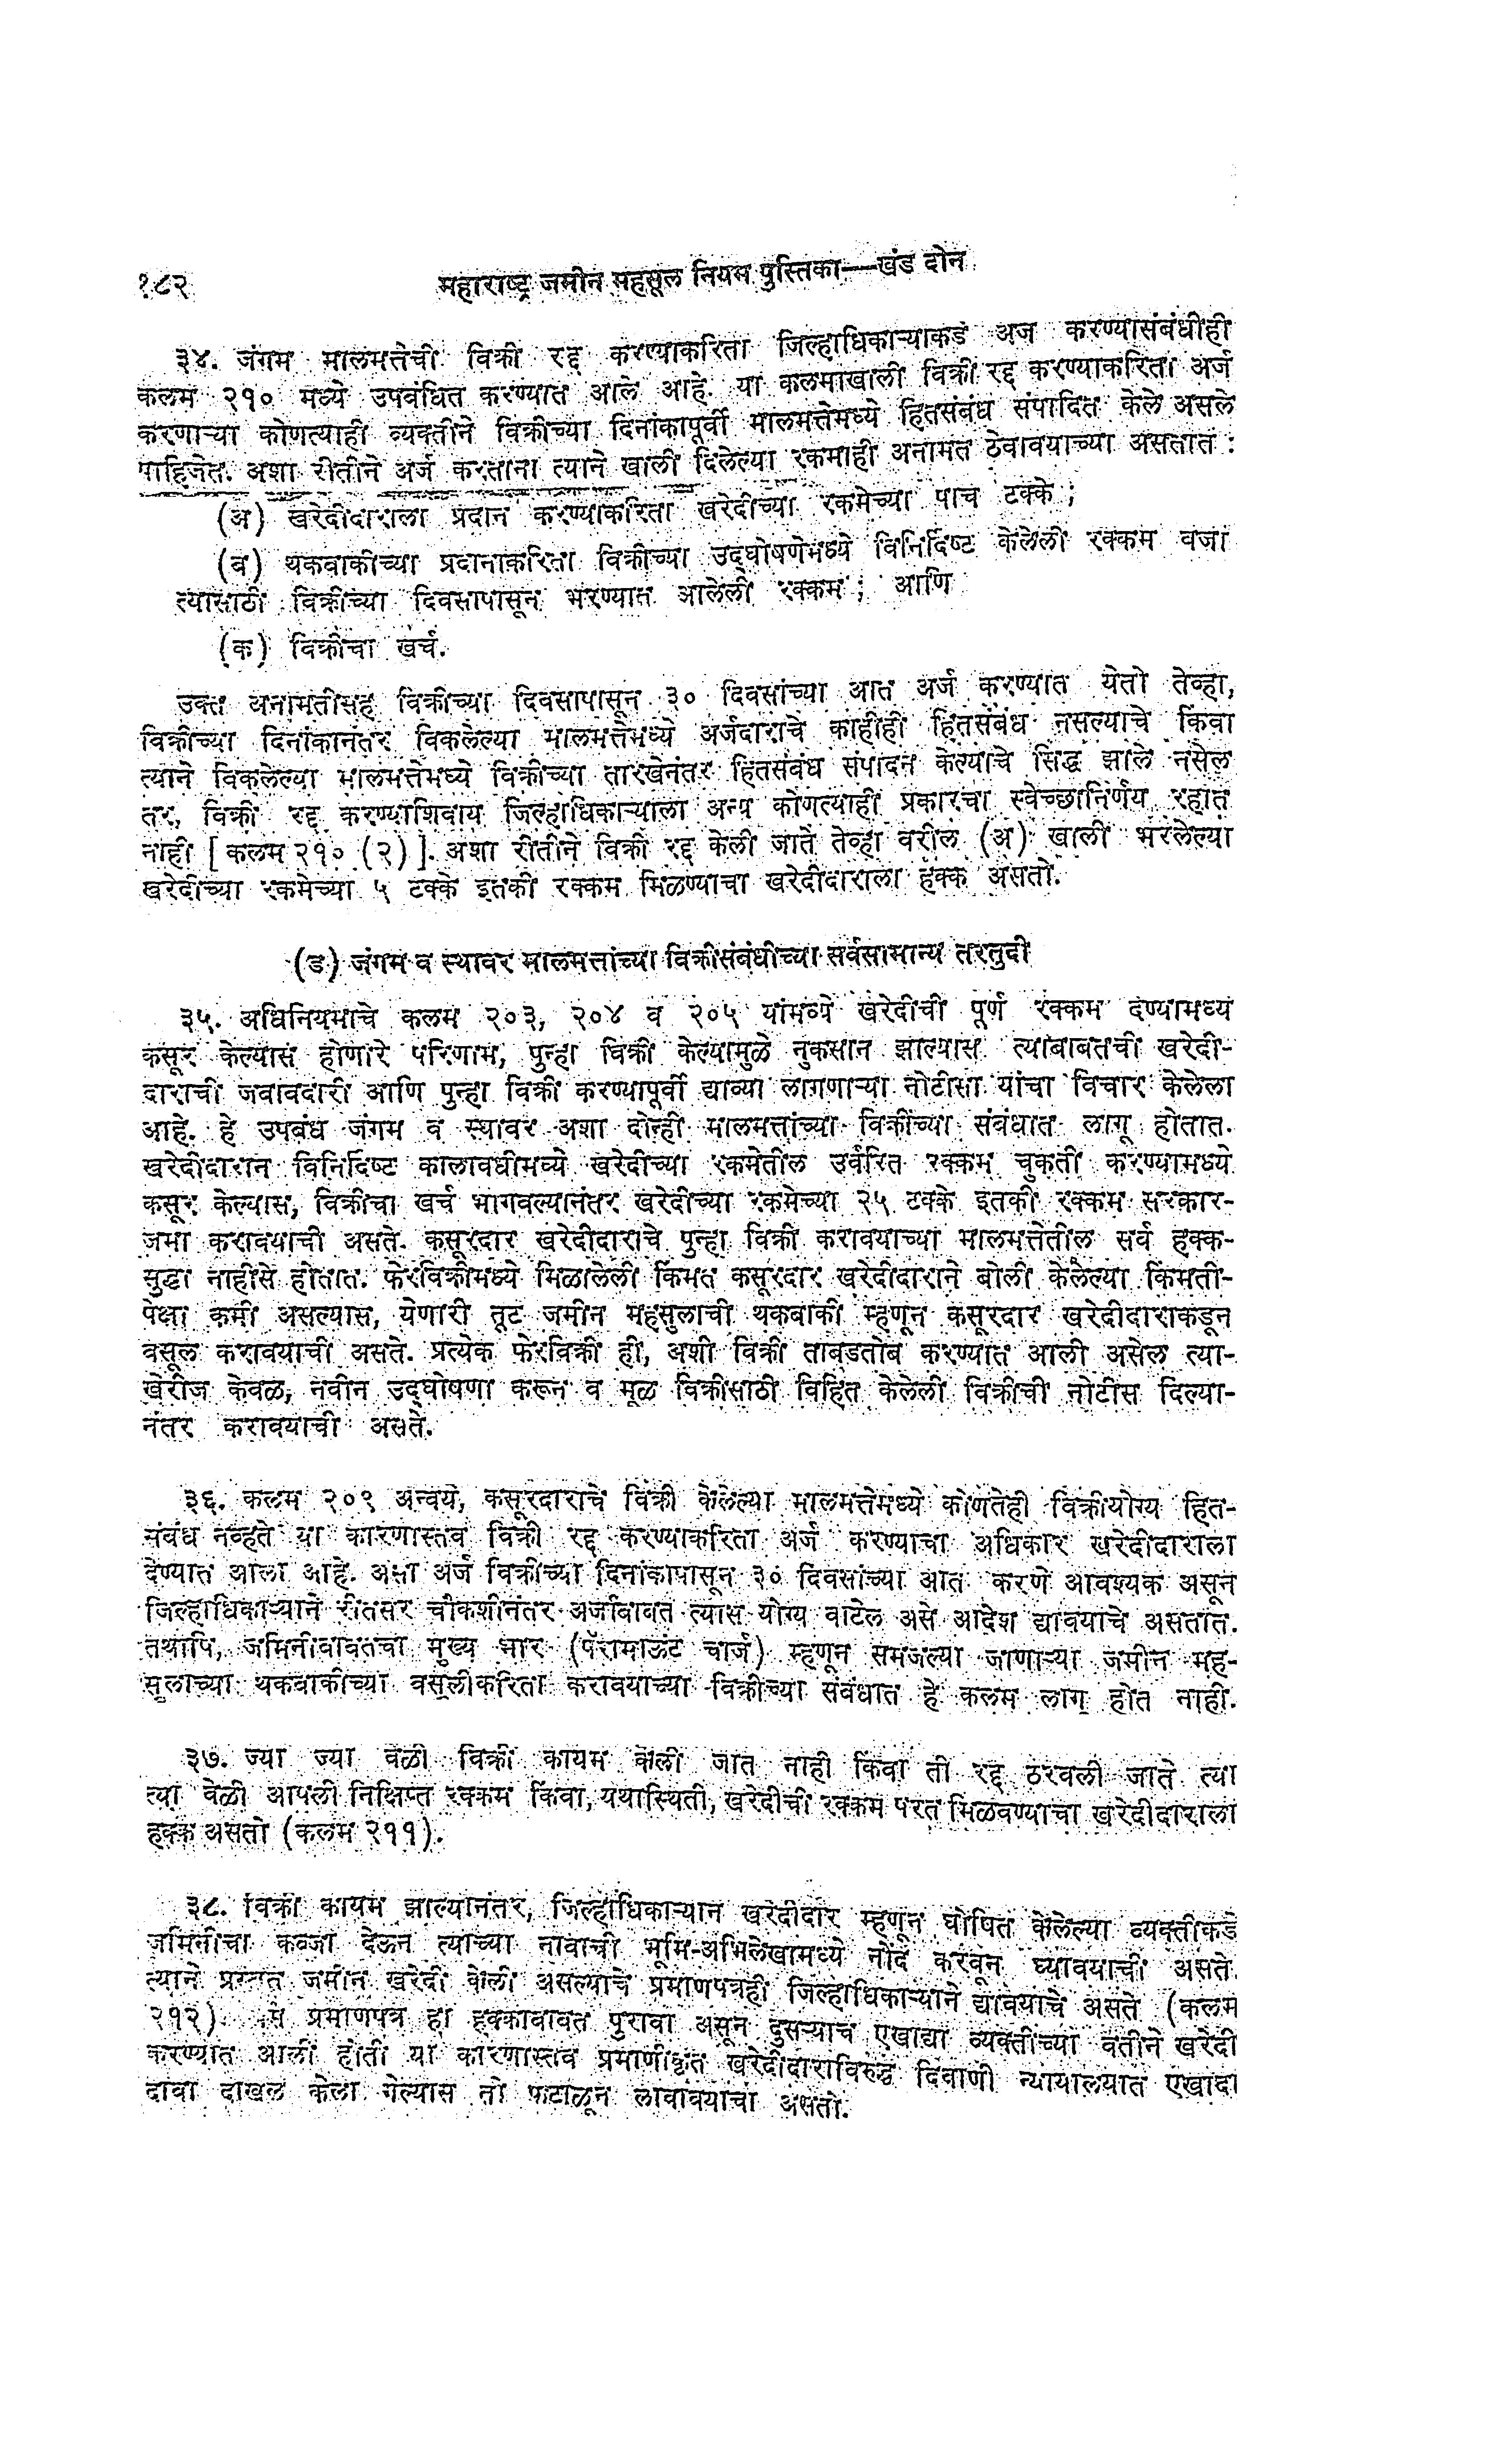 १८२ महाराष्ट्र जमीन महसूल नियम पुस्तिका—खंड दोन
३४. जंगम मालमत्तेची विक्री रद्द करण्याकरिता जिल्हाधिकाऱ्याकडे अर्ज करण्यासंबंधीही
कलम २१० मध्ये उपबंधित करण्यात आले आहे. या कलमाखाली विक्री रद्द करण्याकरिता अर्ज
करणाऱ्या कोणत्याही व्यक्तीने विक्रीच्या दिनांकापूर्वी मालमत्तेमध्ये हितसंबंध संपादित केले असले
पाहिजेत. अशा रीतीने अर्ज करताना त्याने खाली दिलेल्या रकमाही अनामत ठेवावयाच्या असतात :
(अ) खरेदीदाराला प्रदान करण्याकरिता खरेदीच्या रकमेच्या पाच टक्के ;
(ब) थकबाकीच्या प्रदानाकरिता विक्रीच्या उद्घोषणेमध्ये विनिर्दिष्ट केलेली रक्कम वजा
त्यासाठी विक्रीच्या दिवसापासून भरण्यात आलेली रक्कम ; आणि
(क) विक्रीचा खर्च.
उक्त अनामतीसह विक्रीच्या दिवसापासून ३० दिवसांच्या आत अर्ज करण्यात येतो तेव्हा,
विक्रीच्या दिनांकानंतर विकलेल्या मालमत्तेमध्ये अर्जदाराचे काहीही हितसंबंध नसल्याचे किंवा
त्याने विकलेल्या मालमत्तेमध्ये विक्रीच्या तारखेनंतर हितसंबंध संपादन केल्याचे सिद्ध झाले नसेल
तर, विक्री रद्द करण्याशिवाय जिल्हाधिकाऱ्याला अन्य कोणत्याही प्रकारचा स्वेच्छानिर्णय रहात
नाही [कलम २१० (२)]. अशा रीतीने विक्री रद्द केली जाते तेव्हा वरील (अ) खाली भरलेल्या
खरेदीच्या रकमेच्या ५ टक्के इतकी रक्कम मिळण्याचा खरेदीदाराला हक्क असतो.
(ड) जंगम व स्थावर मालमत्तांच्या विक्रीसंबंधीच्या सर्वसामान्य तरतुदी
३५. अधिनियमाचे कलम २०३, २०४ व २०५ यांमध्ये खरेदीची पूर्ण रक्कम देण्यामध्ये
कसूर केल्यास होणारे परिणाम, पुन्हा विक्री केल्यामुळे नुकसान झाल्यास त्याबाबतची खरेदी-
दाराची जबाबदारी आणि पुन्हा विक्री करण्यापूर्वी द्याव्या लागणाऱ्या नोटीसा यांचा विचार केलेला
आहे. हे उपबंध जंगम व स्थावर अशा दोन्ही मालमत्तांच्या विक्रींच्या संबंधात लागू होतात.
खरेदीदारान विनिर्दिष्ट कालावधीमध्ये खरेदीच्या रकमेतील उर्वरित रक्कम चुकती करण्यामध्ये
कसूर केल्यास, विक्रीचा खर्च भागवल्यानंतर खरेदीच्या रकमेच्या २५ टक्के इतकी रक्कम सरकार-
जमा करावयाची असते. कसूरदार खरेदीदाराचे पुन्हा विक्री करावयाच्या मालमत्तेतील सर्व हक्क-
सुद्धा नाहीसे होतात. फेरविक्रीमध्ये मिळालेली किंमत कसूरदार खरेदीदाराने बोली केलेल्या किंमती-
पेक्षा कमी असल्यास, येणारी तूट जमीन महसुलाची थकबाकी म्हणून कसूरदार खरेदीदाराकडून
वसूल करावयाची असते. प्रत्येक फेरविक्री ही, अशी विक्री ताबडतोब करण्यात आली असेल त्या-
खेरीज केवळ, नवीन उद्घोषणा करून व मूळ विक्रीसाठी विहित केलेली विक्रीची नोटीस दिल्या-
नंतर करावयाची असते.
३६. कलम २०९ अन्वये, कसूरदाराचे विक्री केलेल्या मालमत्तेमध्ये कोणतेही विक्रीयोग्य हित-
संबंध नव्हते या कारणास्तव विक्री रद्द करण्याकरिता अर्ज करण्याचा अधिकार खरेदीदाराला
देण्यात आला आहे. असा अर्ज विक्रीच्या दिनांकापासून ३० दिवसांच्या आत करणे आवश्यक असून
जिल्हाधिकाऱ्याने रीतसर चौकशीनंतर अर्जाबाबत त्यास योग्य वाटेल असे आदेश द्यावयाचे असतात.
तथापि, जमिनीबाबतचा मुख्य भार (पॅरामाऊंट चार्ज) म्हणून समजल्या जाणाऱ्या जमीन मह-
सुलाच्या थकबाकीच्या वसुलीकरिता करावयाच्या विक्रीच्या संबंधात हे कलम लागू होत नाही.
३७. ज्या ज्या वेळी विक्री कायम केली जात नाही किंवा ती रद्द ठरवली जाते त्या
त्या वेळी आपली निक्षिप्त रक्कम किंवा, यथास्थिती, खरेदीची रक्कम परत मिळवण्याचा खरेदीदाराला
हक्क असतो (कलम २११).
३८. विक्री कायम झाल्यानंतर, जिल्हाधिकाऱ्यान खरेदीदार म्हणून घोषित केलेल्या व्यक्तीकडे
जमिनीचा कब्जा देऊन त्याच्या नावाची भूमि-अभिलेखामध्ये नोंद करवून घ्यावयाची असते.
त्याने प्रस्तुत जमीन खरेदी केली असल्याचे प्रमाणपत्रही जिल्हाधिकाऱ्याने द्यावयाचे असते (कलम
२१२). प्रमाणपत्र हा हक्काबाबत पुरावा असून दुसऱ्याच एखाद्या व्यक्तीच्या वतीने खरेदी
करण्यात आली होती या कारणास्तव प्रमाणीकृत खरेदीदाराविरुद्ध दिवाणी न्यायालयात एखादा
दावा दाखल केला गेल्यास तो फेटाळून लावावयाचा असतो.